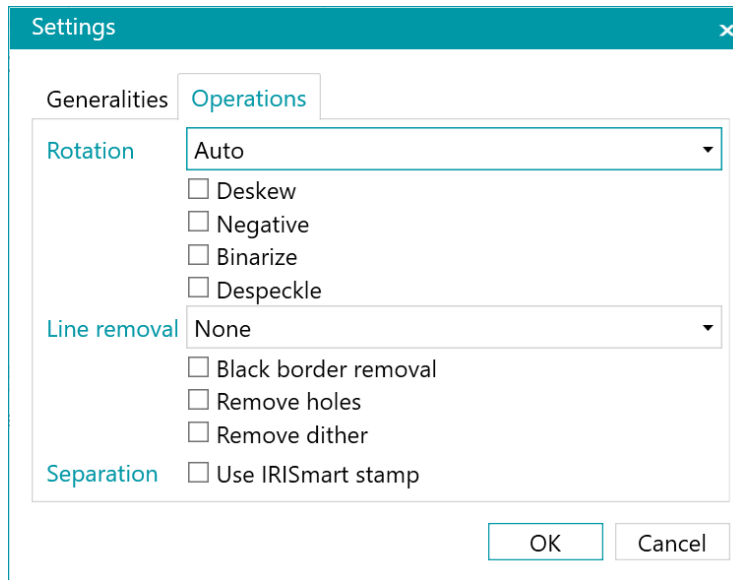 Settings
Generalities Operations
Rotation Auto
Deskew
Negative
Binarize
Despeckle
Line removal None
Black border removal
Remove holes
Remove dither
Separation Use IRISmart stamp
OK Cancel